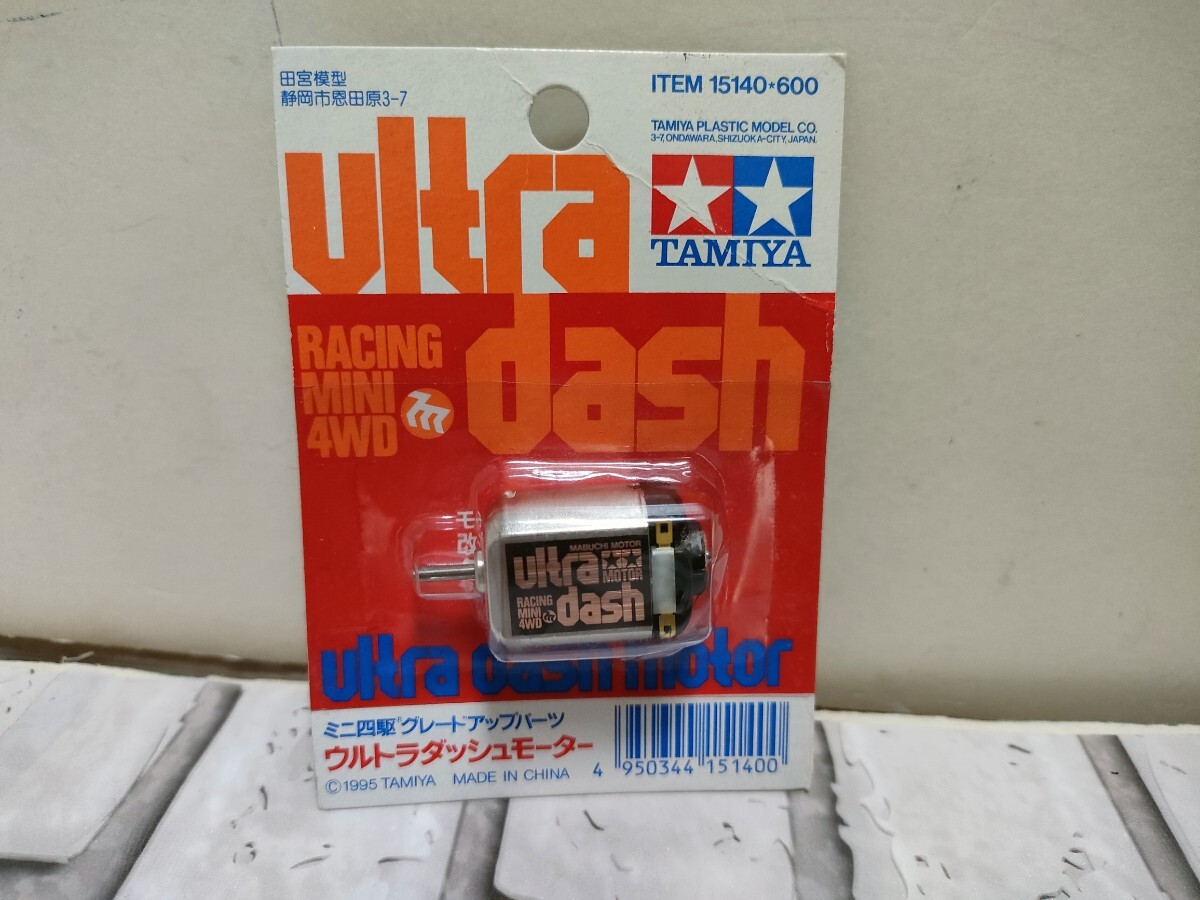 田宮模型
静岡市恩田原3-7
ITEM 15140★600
TAMIYA PLASTIC MODEL CO.
3-7, ONDAWARA, SHIZUOKA-CITY, JAPAN.
ultra
TAMIYA
dash
RACING
MINI
4WD
モ
改
MABUCHI MOTOR
ultra
MOTOR
RACING
MINI
4WD
dash
ultra dash motor
ミニ四駆グレードアップパーツ
ウルトラダッシュモーター
©1995 TAMIYA MADE IN CHINA
4 950344 151400